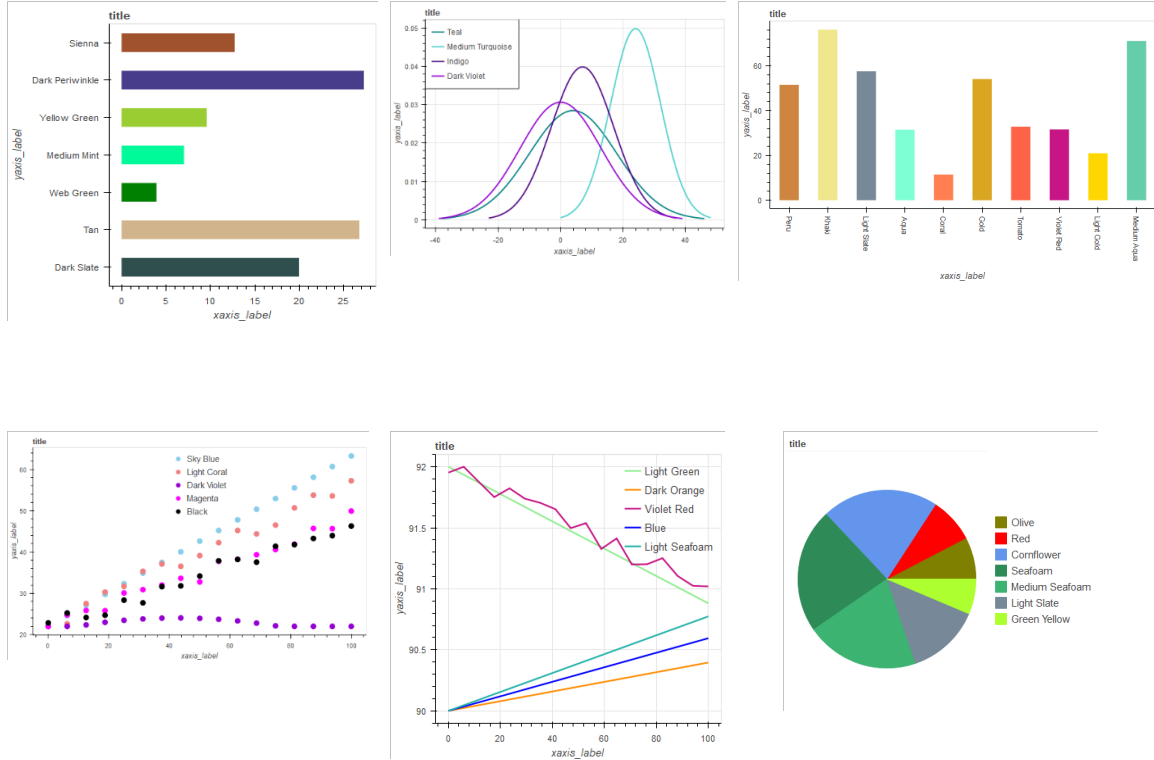 title
Sienna
Dark Periwinkle
Yellow Green
Medium Mint
Web Green
Tan
Dark Slate
yaxis_label
0 5 10 15 20 25
xaxis_label
title
Teal
Medium Turquoise
Indigo
Dark Violet
0.05
0.04
0.03
0.02
0.01
0
yaxis_label
-40 -20 0 20 40
xaxis_label
title
60
40
20
0
yaxis_label
Peru
Khaki
Light Slate
Aqua
Coral
Gold
Tomato
Violet Red
Light Gold
Medium Aqua
xaxis_label
title
Sky Blue
Light Coral
Dark Violet
Magenta
Black
60
50
40
30
20
yaxis_label
0 20 40 60 80 100
xaxis_label
title
Light Green
Dark Orange
Violet Red
Blue
Light Seafoam
92
91.5
91
90.5
90
yaxis_label
0 20 40 60 80 100
xaxis_label
title
Olive
Red
Cornflower
Seafoam
Medium Seafoam
Light Slate
Green Yellow